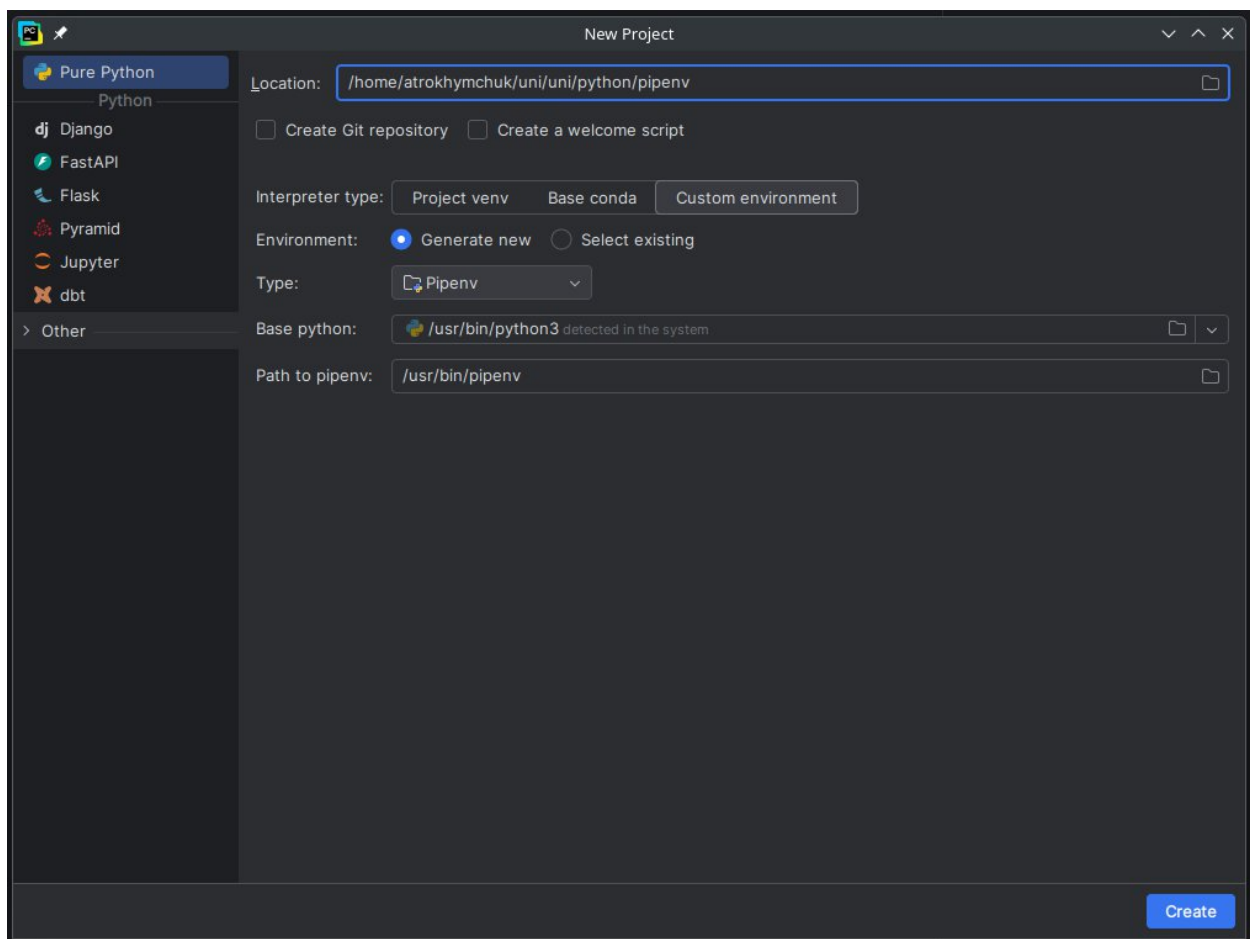 PC
New Project
Pure Python
Python
dj Django
FastAPI
Flask
Pyramid
Jupyter
dbt
Other
Location: /home/atrokhymchuk/uni/uni/python/pipenv
Create Git repository Create a welcome script
Interpreter type: Project venv Base conda Custom environment
Environment: Generate new Select existing
Type: Pipenv
Base python: /usr/bin/python3 detected in the system
Path to pipenv: /usr/bin/pipenv
Create